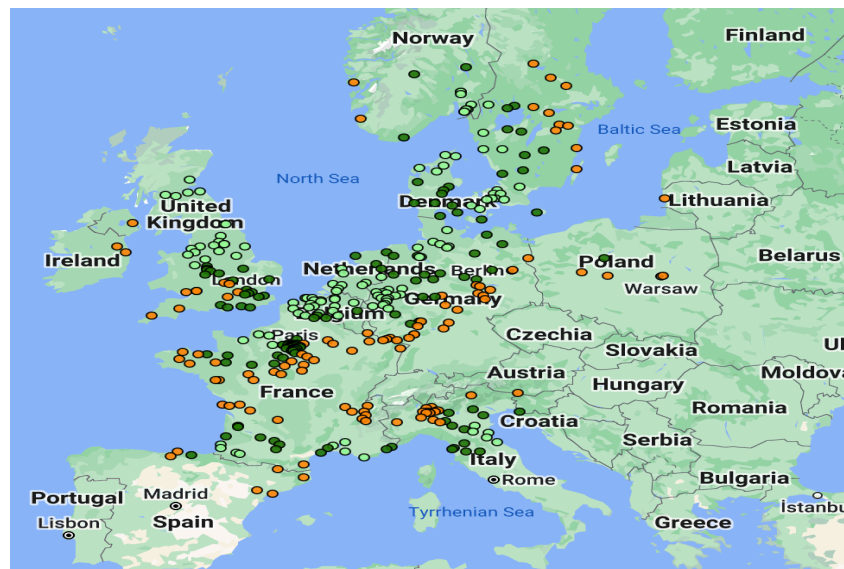 Norway
Finland
Estonia
Baltic Sea
Latvia
North Sea
Denmark
Lithuania
United
Kingdom
Ireland
Netherlands
Berlin
Poland
Belarus
London
Germany
Warsaw
Belgium
Paris
Czechia
Slovakia
Austria
Moldova
France
Hungary
Romania
Croatia
Serbia
Italy
Bulgaria
Rome
Portugal
Madrid
Lisbon
Spain
Tyrrhenian Sea
Greece
İstanbu